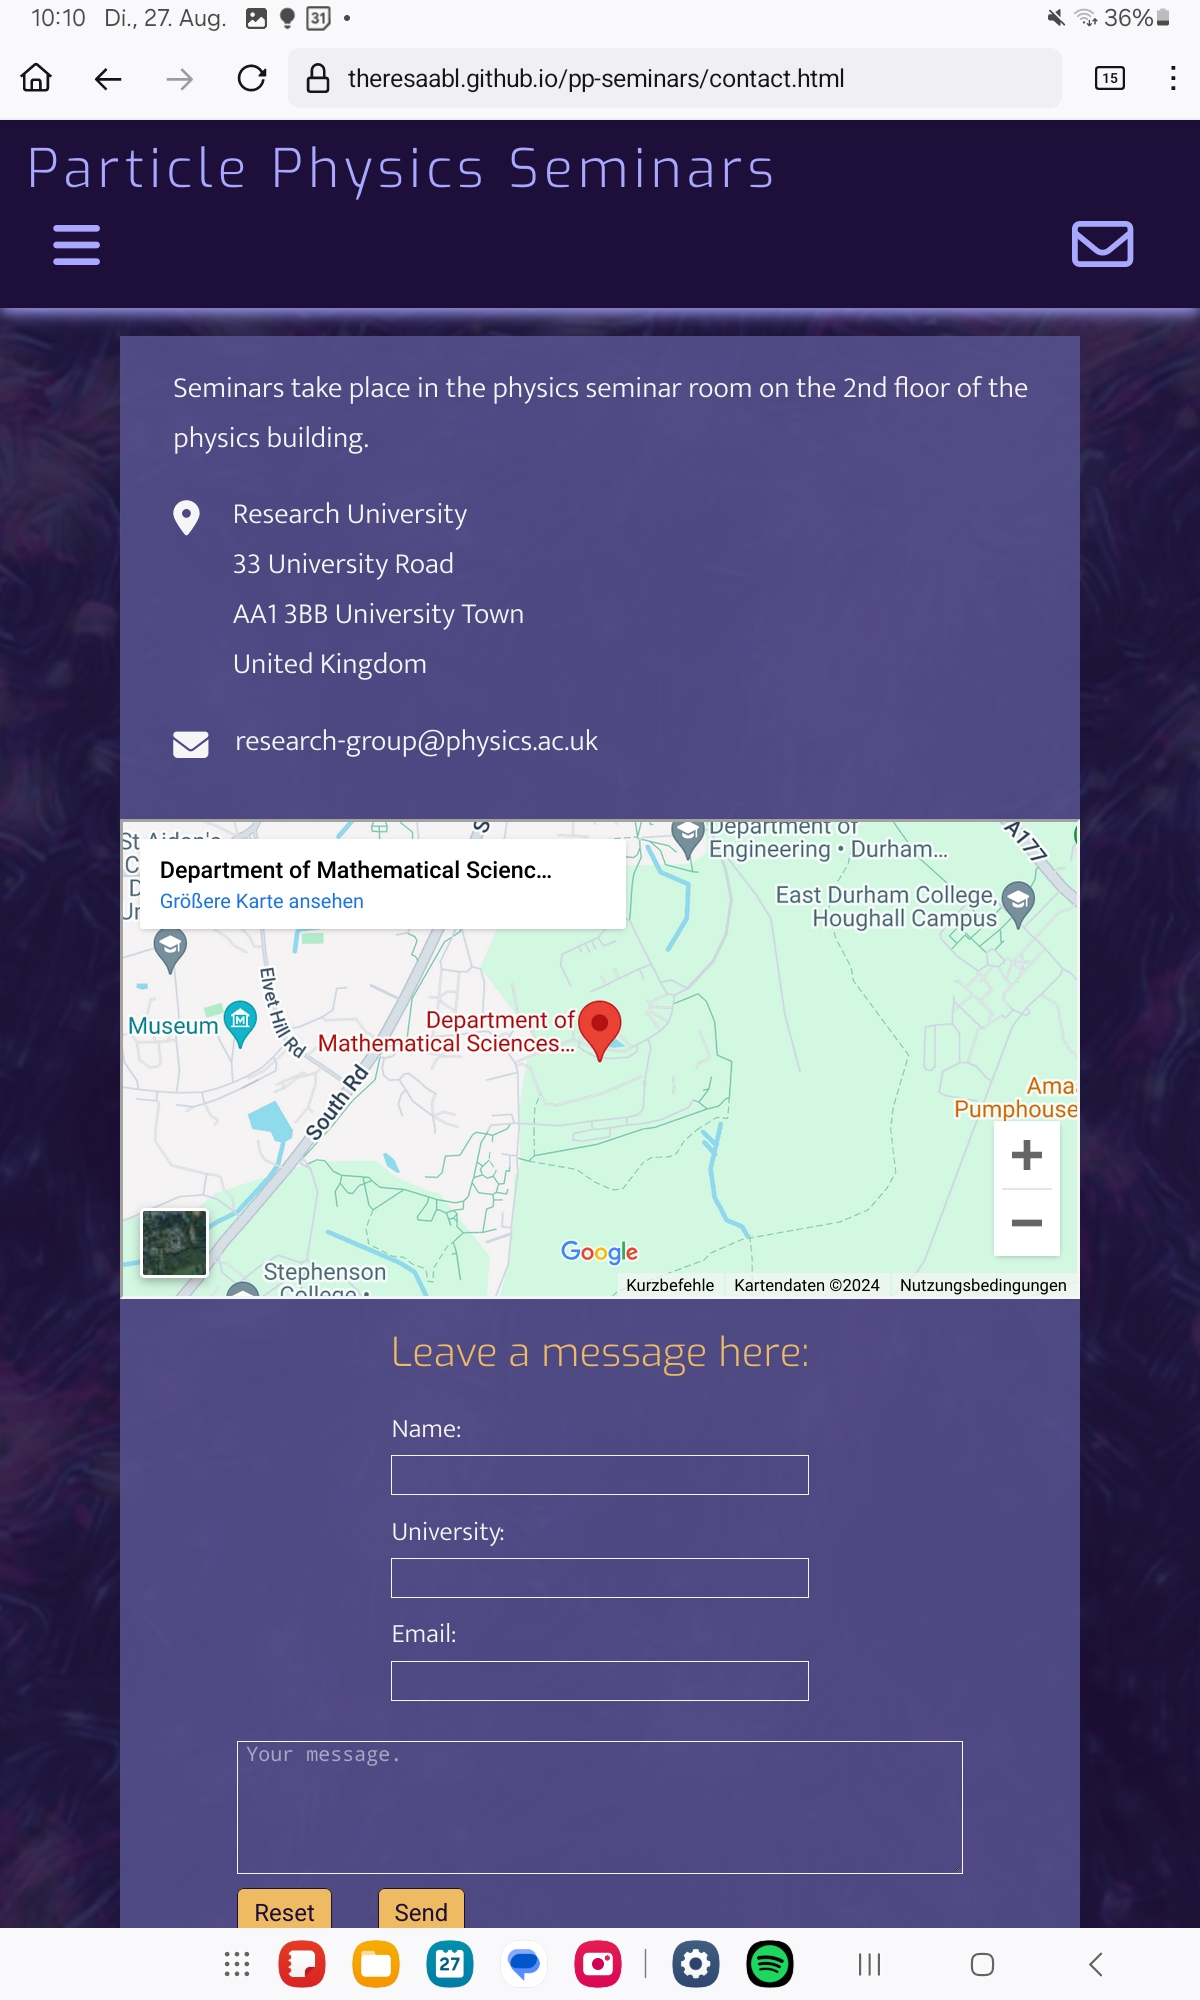 10:10 Di., 27. Aug. 31
36%
theresaabl.github.io/pp-seminars/contact.html
15
Particle Physics Seminars
Seminars take place in the physics seminar room on the 2nd floor of the
physics building.
Research University
33 University Road
AA1 3BB University Town
United Kingdom
research-group@physics.ac.uk
St Aidan's
C
D
Ur
Department of Mathematical Scienc...
Größere Karte ansehen
S
Department of
Engineering • Durham...
A177
East Durham College,
Houghall Campus
Elvet Hill Rd
Museum
Department of
Mathematical Sciences...
South Rd
Ama
Pumphouse
Stephenson
College •
Google
Kurzbefehle Kartendaten ©2024 Nutzungsbedingungen
Leave a message here:
Name:
University:
Email:
Your message.
Reset Send
27